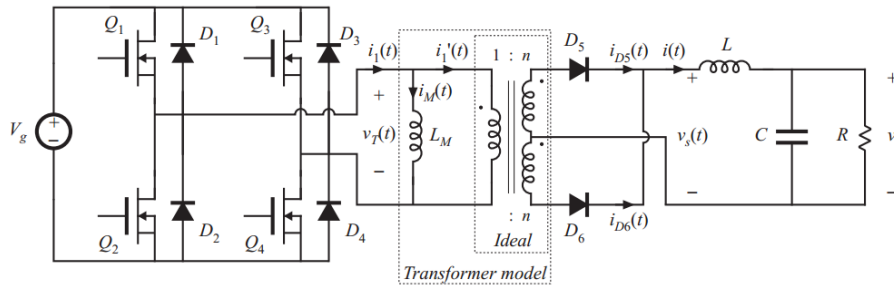 Q1
D1
Q3
D3
i1(t)
i1'(t)
1 : n
D5
iD5(t)
i(t)
L
+
iM(t)
+
Vg
+
−
vT(t)
LM
vs(t)
C
R
v
−
−
−
Q2
D2
Q4
D4
: n
Ideal
D6
iD6(t)
Transformer model